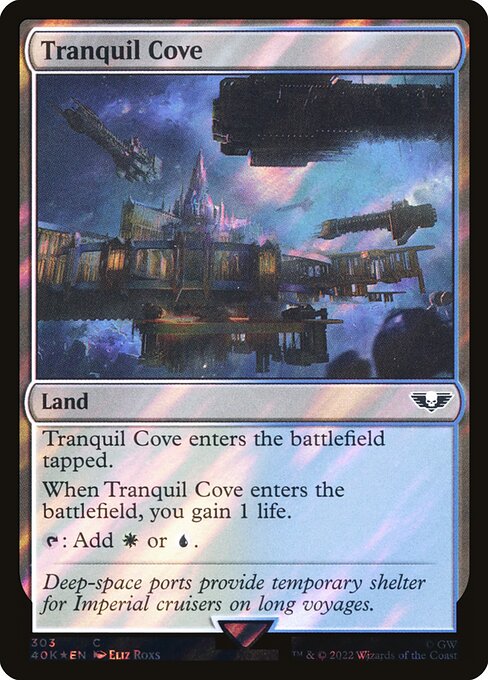 Tranquil Cove
Land
Tranquil Cove enters the battlefield
tapped.
When Tranquil Cove enters the
battlefield, you gain 1 life.
: Add or .
Deep-space ports provide temporary shelter
for Imperial cruisers on long voyages.
303 C
40K★EN Eliz Roxs
© GW
™ & © 2022 Wizards of the Coast